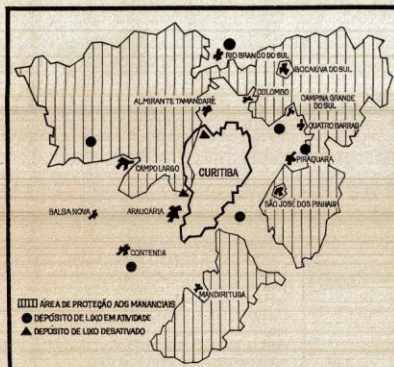 RIO BRANCO DO SUL
BOCAIÚVA DO SUL
COLOMBO
ALMIRANTE TAMANDARÉ
CAMPINA GRANDE
DO SUL
QUATRO BARRAS
PIRAQUARA
CAMPO LARGO
CURITIBA
SÃO JOSÉ DOS PINHAIS
BALSA NOVA
ARAUCÁRIA
CONTENDA
MANDIRITUBA
ÁREA DE PROTEÇÃO AOS MANANCIAIS
DEPÓSITO DE LIXO EM ATIVIDADE
DEPÓSITO DE LIXO DESATIVADO